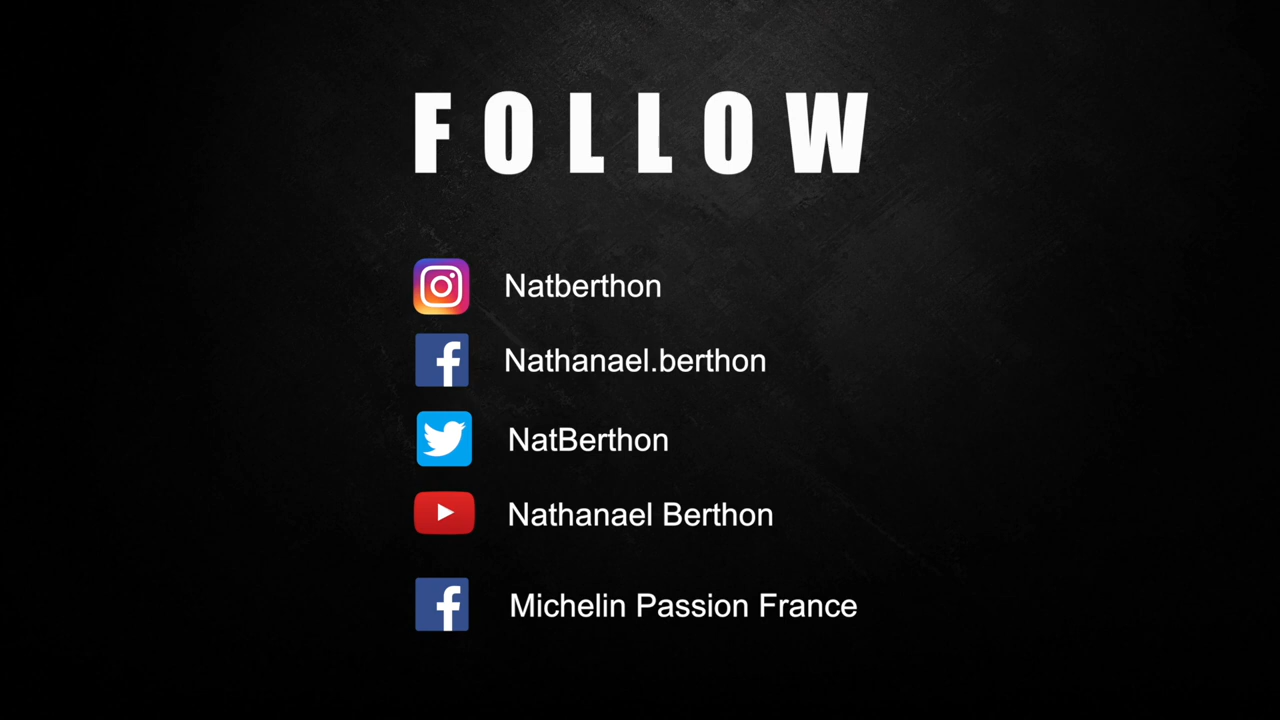 FOLLOW
Natberthon
Nathanael.berthon
NatBerthon
Nathanael Berthon
Michelin Passion France